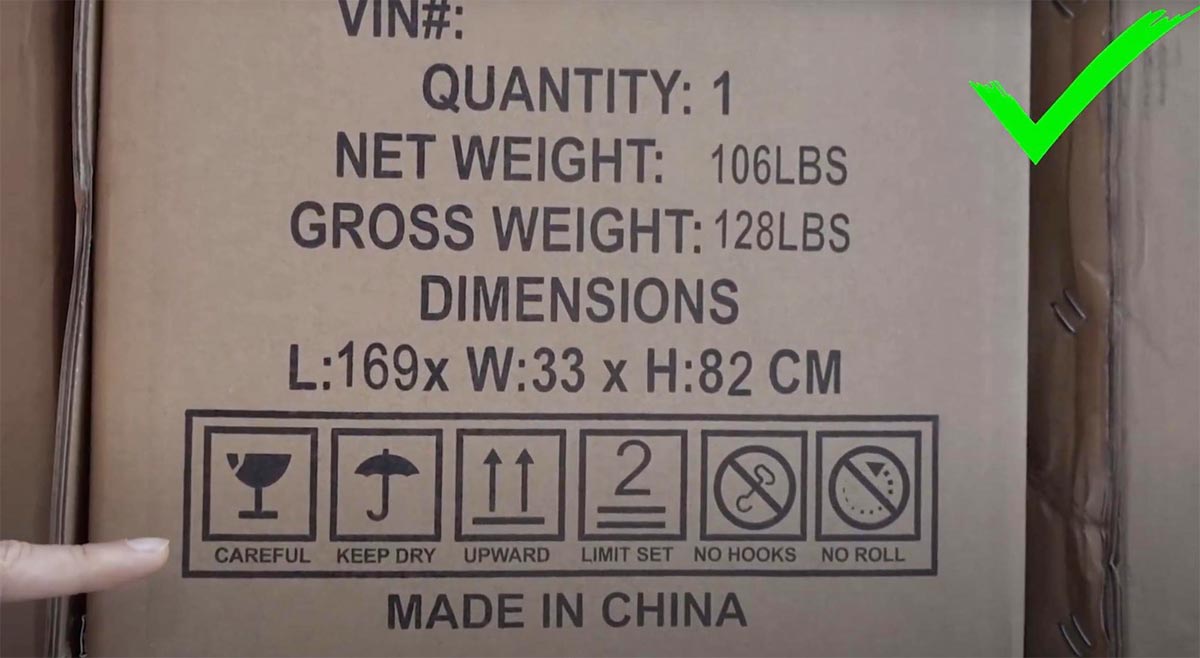 VIN#:
QUANTITY: 1
NET WEIGHT: 106LBS
GROSS WEIGHT: 128LBS
DIMENSIONS
L:169x W:33 x H:82 CM
2
CAREFUL KEEP DRY UPWARD LIMIT SET NO HOOKS NO ROLL
MADE IN CHINA